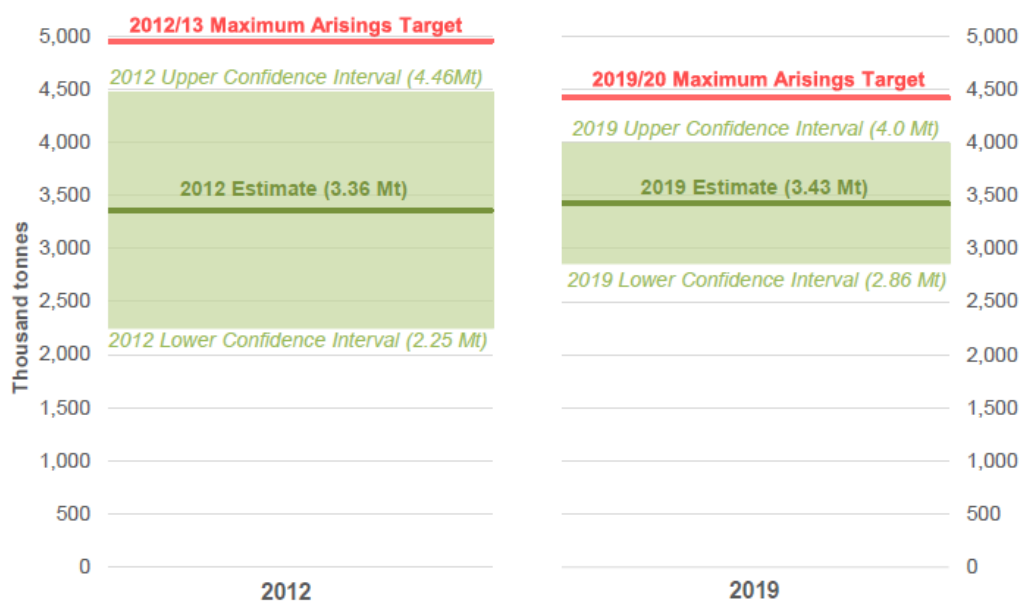 2012/13 Maximum Arisings Target
5,000
2012 Upper Confidence Interval (4.46Mt)
4,500
4,000
2012 Estimate (3.36 Mt)
3,500
3,000
2,500
2012 Lower Confidence Interval (2.25 Mt)
2,000
1,500
1,000
500
0
Thousand tonnes
2012
5,000
2019/20 Maximum Arisings Target
4,500
2019 Upper Confidence Interval (4.0 Mt)
4,000
2019 Estimate (3.43 Mt)
3,500
3,000
2019 Lower Confidence Interval (2.86 Mt)
2,500
2,000
1,500
1,000
500
0
2019